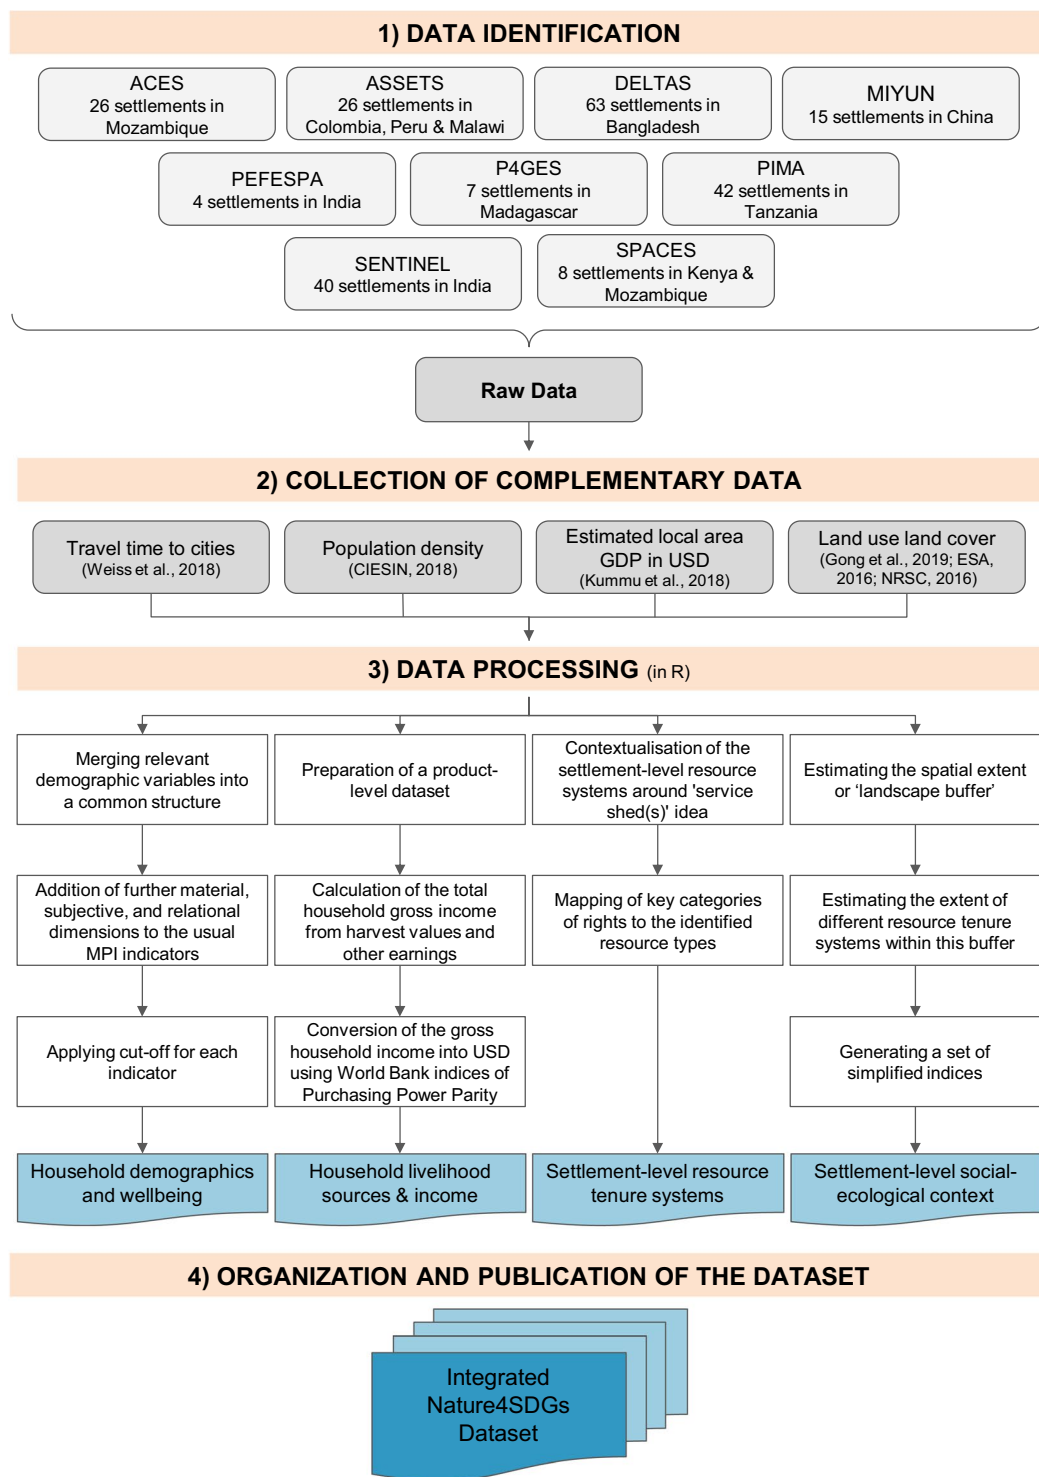 1) DATA IDENTIFICATION
ACES
26 settlements in
Mozambique
ASSETS
26 settlements in
Colombia, Peru & Malawi
DELTAS
63 settlements in
Bangladesh
MIYUN
15 settlements in China
PEFESPA
4 settlements in India
P4GES
7 settlements in
Madagascar
PIMA
42 settlements in
Tanzania
SENTINEL
40 settlements in India
SPACES
8 settlements in Kenya &
Mozambique
Raw Data
2) COLLECTION OF COMPLEMENTARY DATA
Travel time to cities
(Weiss et al., 2018)
Population density
(CIESIN, 2018)
Estimated local area
GDP in USD
(Kummu et al., 2018)
Land use land cover
(Gong et al., 2019; ESA,
2016; NRSC, 2016)
3) DATA PROCESSING (in R)
Merging relevant
demographic variables into
a common structure
Preparation of a product-
level dataset
Contextualisation of the
settlement-level resource
systems around 'service
shed(s)' idea
Estimating the spatial extent
or ‘landscape buffer’
Addition of further material,
subjective, and relational
dimensions to the usual
MPI indicators
Calculation of the total
household gross income
from harvest values and
other earnings
Mapping of key categories
of rights to the identified
resource types
Estimating the extent of
different resource tenure
systems within this buffer
Applying cut-off for each
indicator
Conversion of the gross
household income into USD
using World Bank indices of
Purchasing Power Parity
Generating a set of
simplified indices
Household demographics
and wellbeing
Household livelihood
sources & income
Settlement-level resource
tenure systems
Settlement-level social-
ecological context
4) ORGANIZATION AND PUBLICATION OF THE DATASET
Integrated
Nature4SDGs
Dataset